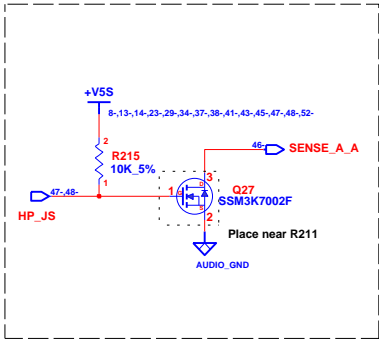 +V5S
8-,13-,14-,23-,29-,34-,37-,38-,41-,43-,45-,47-,48-,52-
2
R215
10K_5%
1
46-
SENSE_A_A
47-,48-
HP_JS
1
G
D
S
3
Q27
SSM3K7002F
2
Place near R211
AUDIO_GND